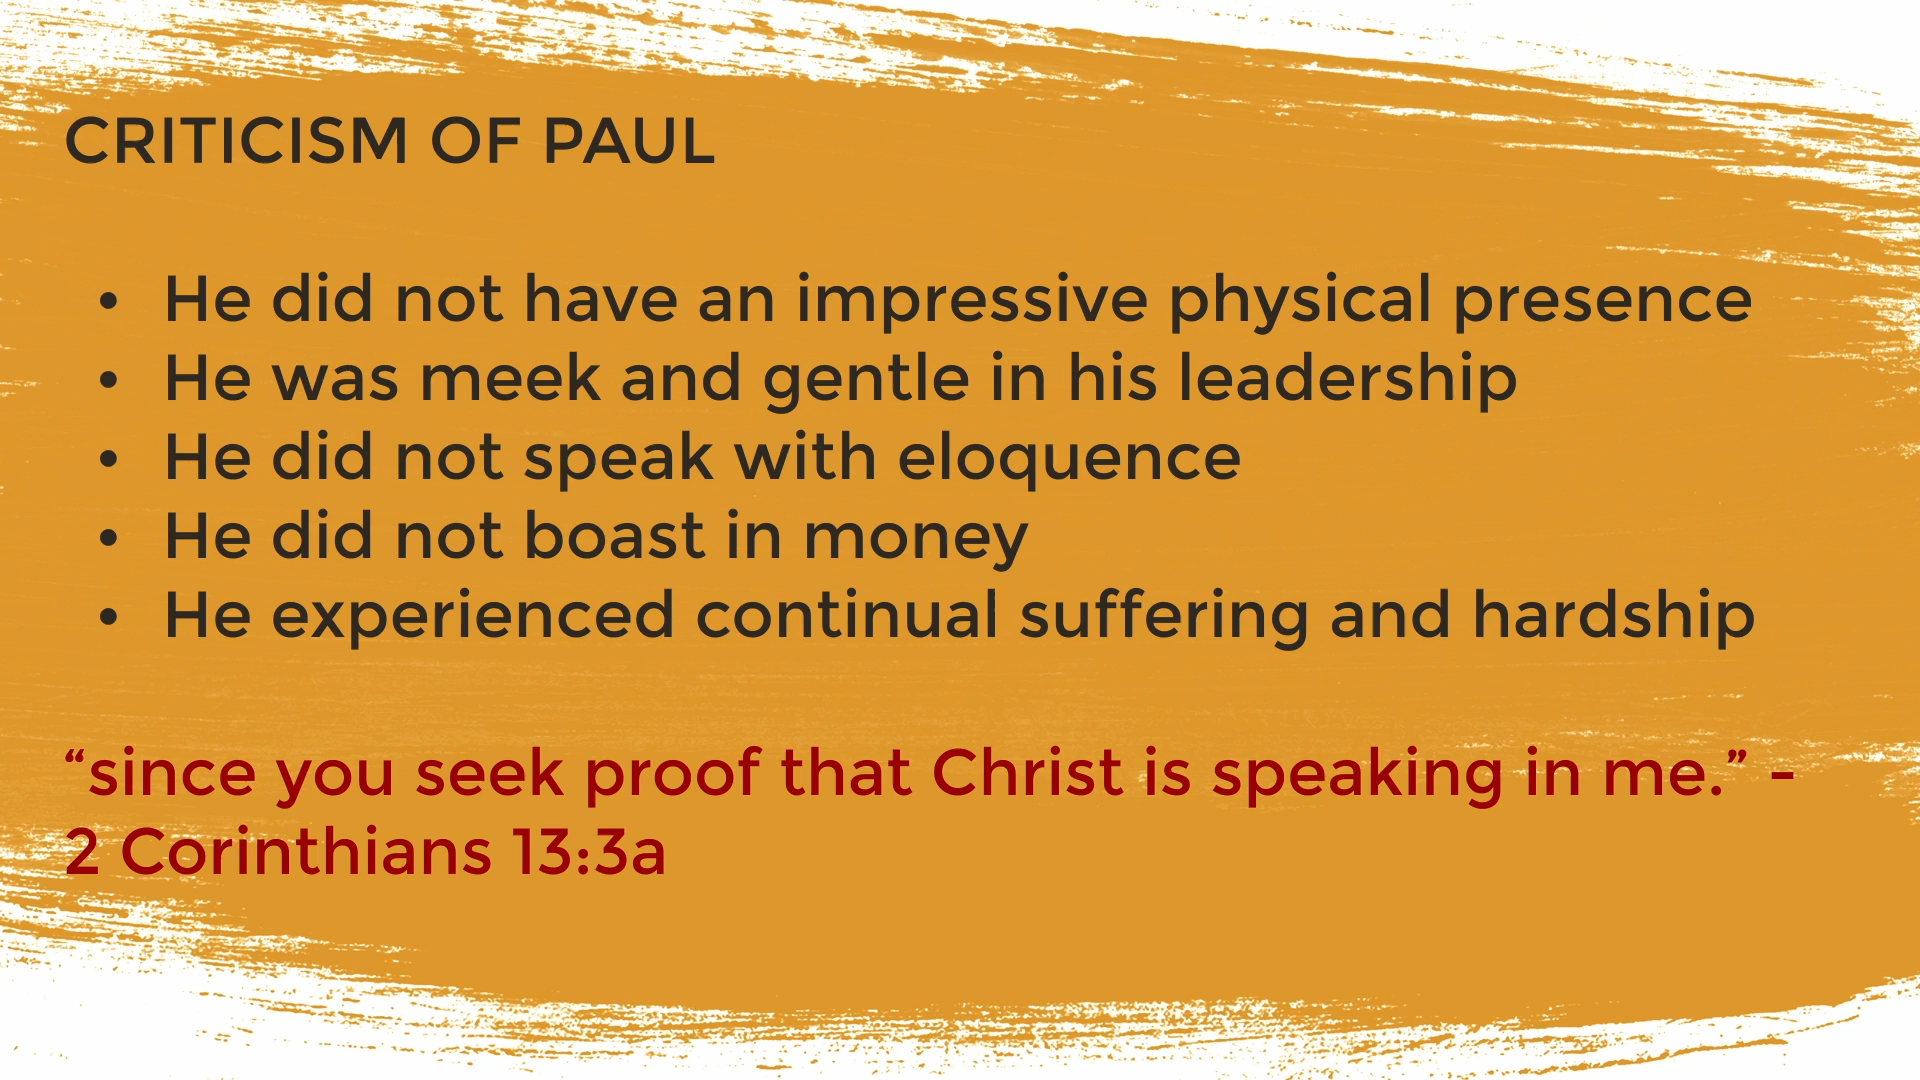 CRITICISM OF PAUL
• He did not have an impressive physical presence
• He was meek and gentle in his leadership
• He did not speak with eloquence
• He did not boast in money
• He experienced continual suffering and hardship
“since you seek proof that Christ is speaking in me.” -
2 Corinthians 13:3a